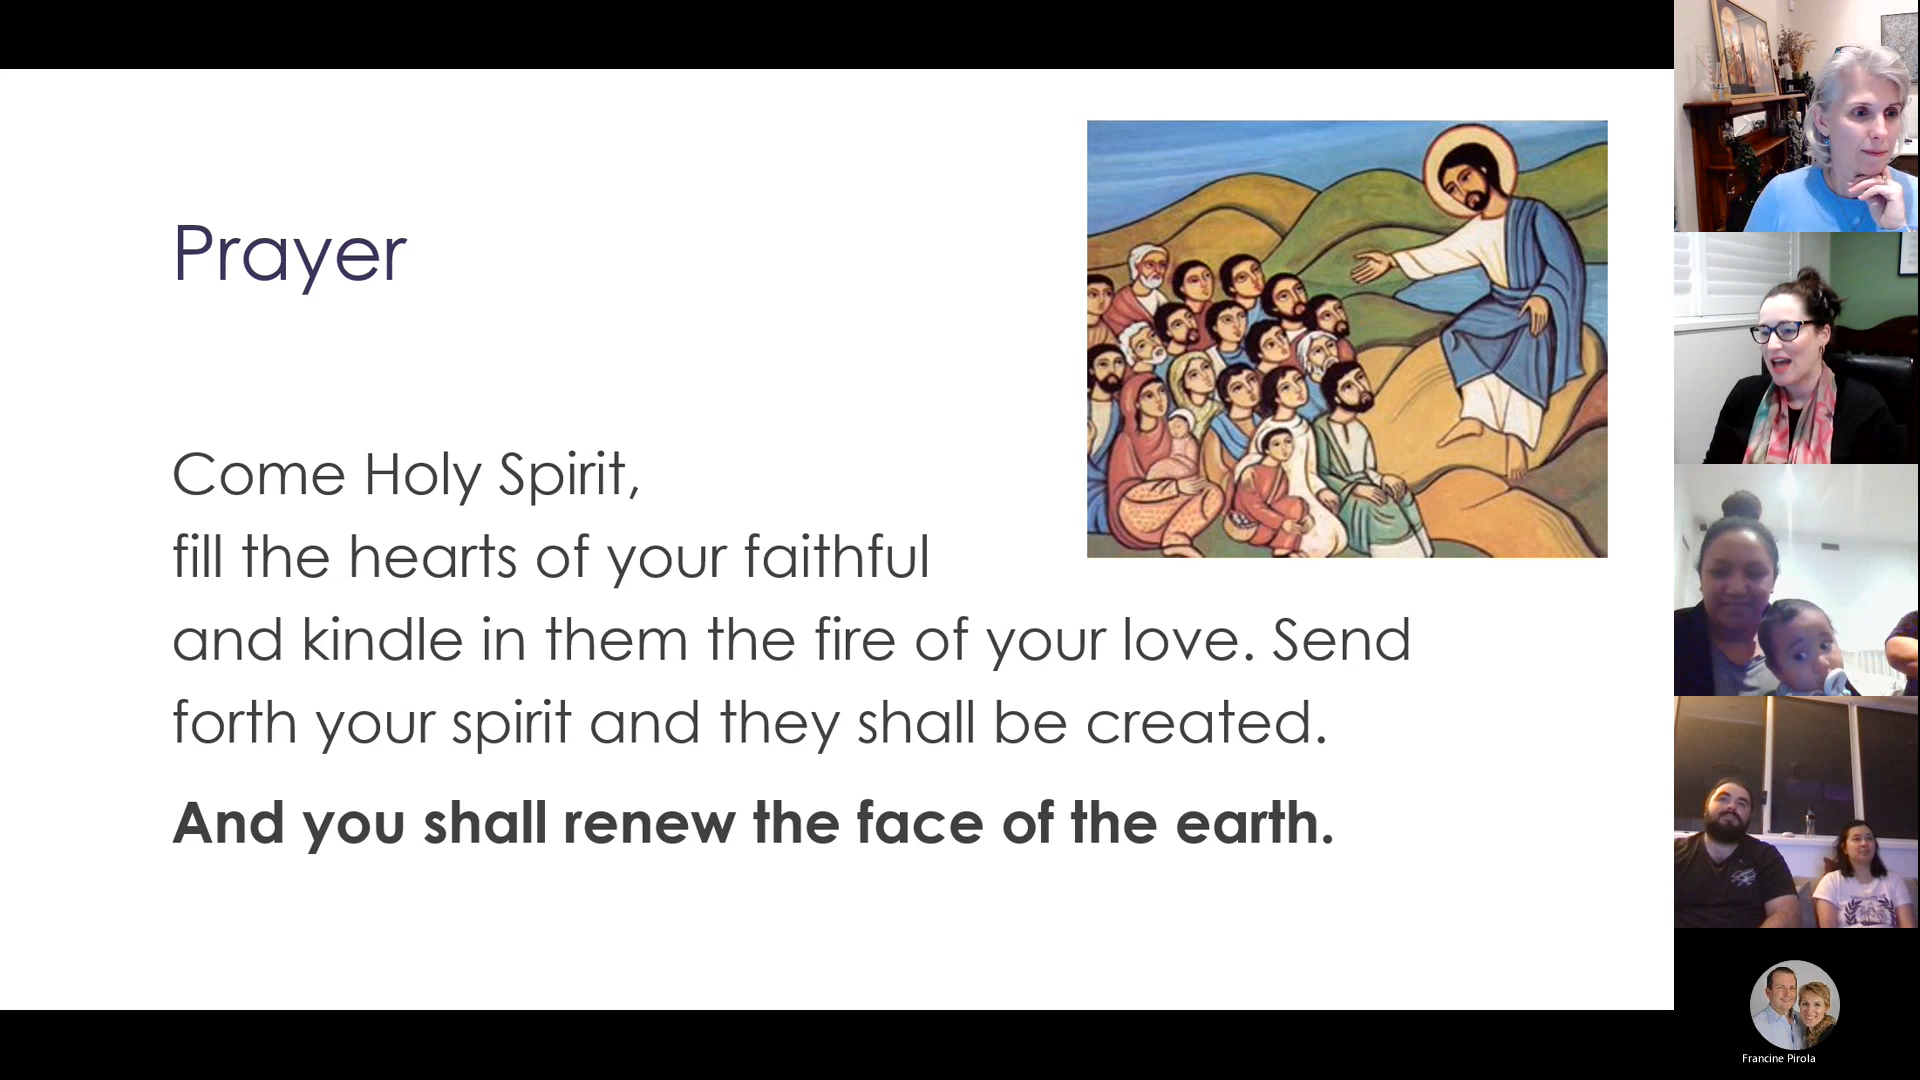 Prayer
Come Holy Spirit,
fill the hearts of your faithful
and kindle in them the fire of your love. Send
forth your spirit and they shall be created.
And you shall renew the face of the earth.
Francine Pirola